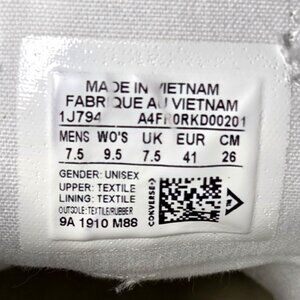 MADE IN VIETNAM
FABRIQUE AU VIETNAM
1J794 A4FR0RKD00201
MENS WO'S UK EUR CM
7.5 9.5 7.5 41 26
GENDER: UNISEX
UPPER: TEXTILE
LINING: TEXTILE
OUTSOLE: TEXTILE/RUBBER
9A 1910 M88
CONVERSE